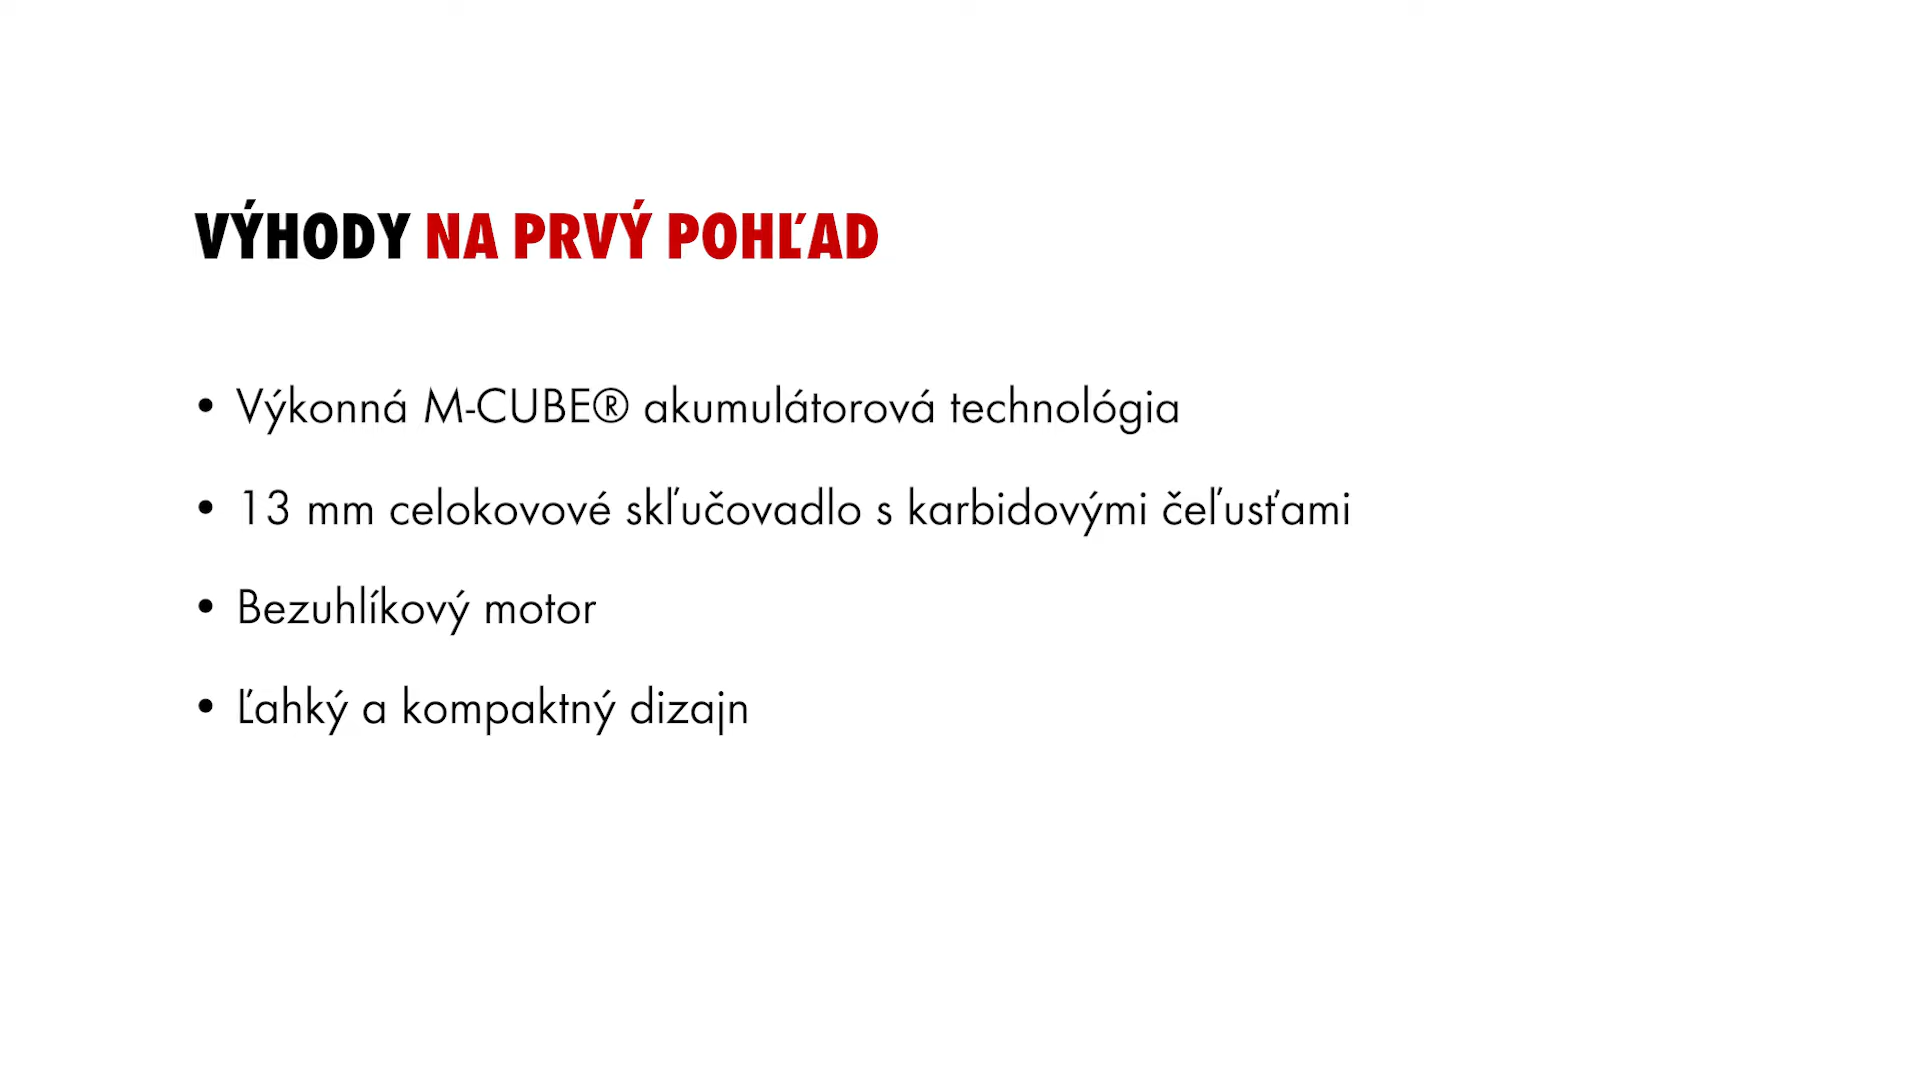 VÝHODY NA PRVÝ POHĽAD
• Výkonná M-CUBE® akumulátorová technológia
• 13 mm celokovové skľučovadlo s karbidovými čeľusťami
• Bezuhlíkový motor
• Ľahký a kompaktný dizajn